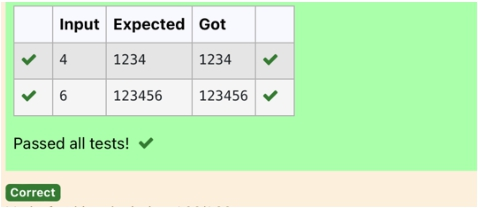 Input Expected Got
4 1234 1234
6 123456 123456
Passed all tests!
Correct